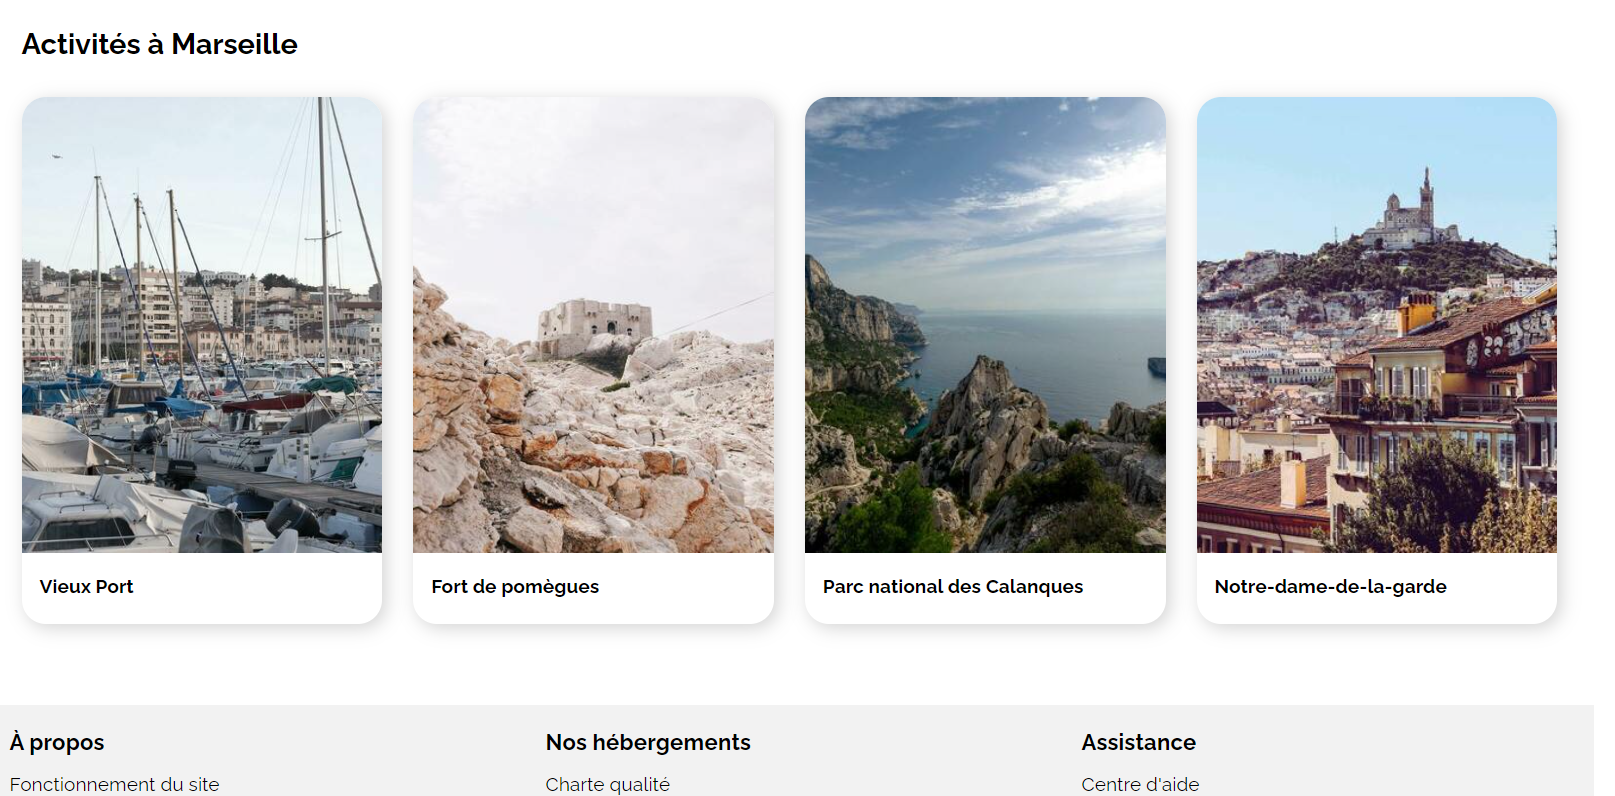 Activités à Marseille
Vieux Port
Fort de pomègues
Parc national des Calanques
Notre-dame-de-la-garde
À propos
Nos hébergements
Assistance
Fonctionnement du site
Charte qualité
Centre d'aide